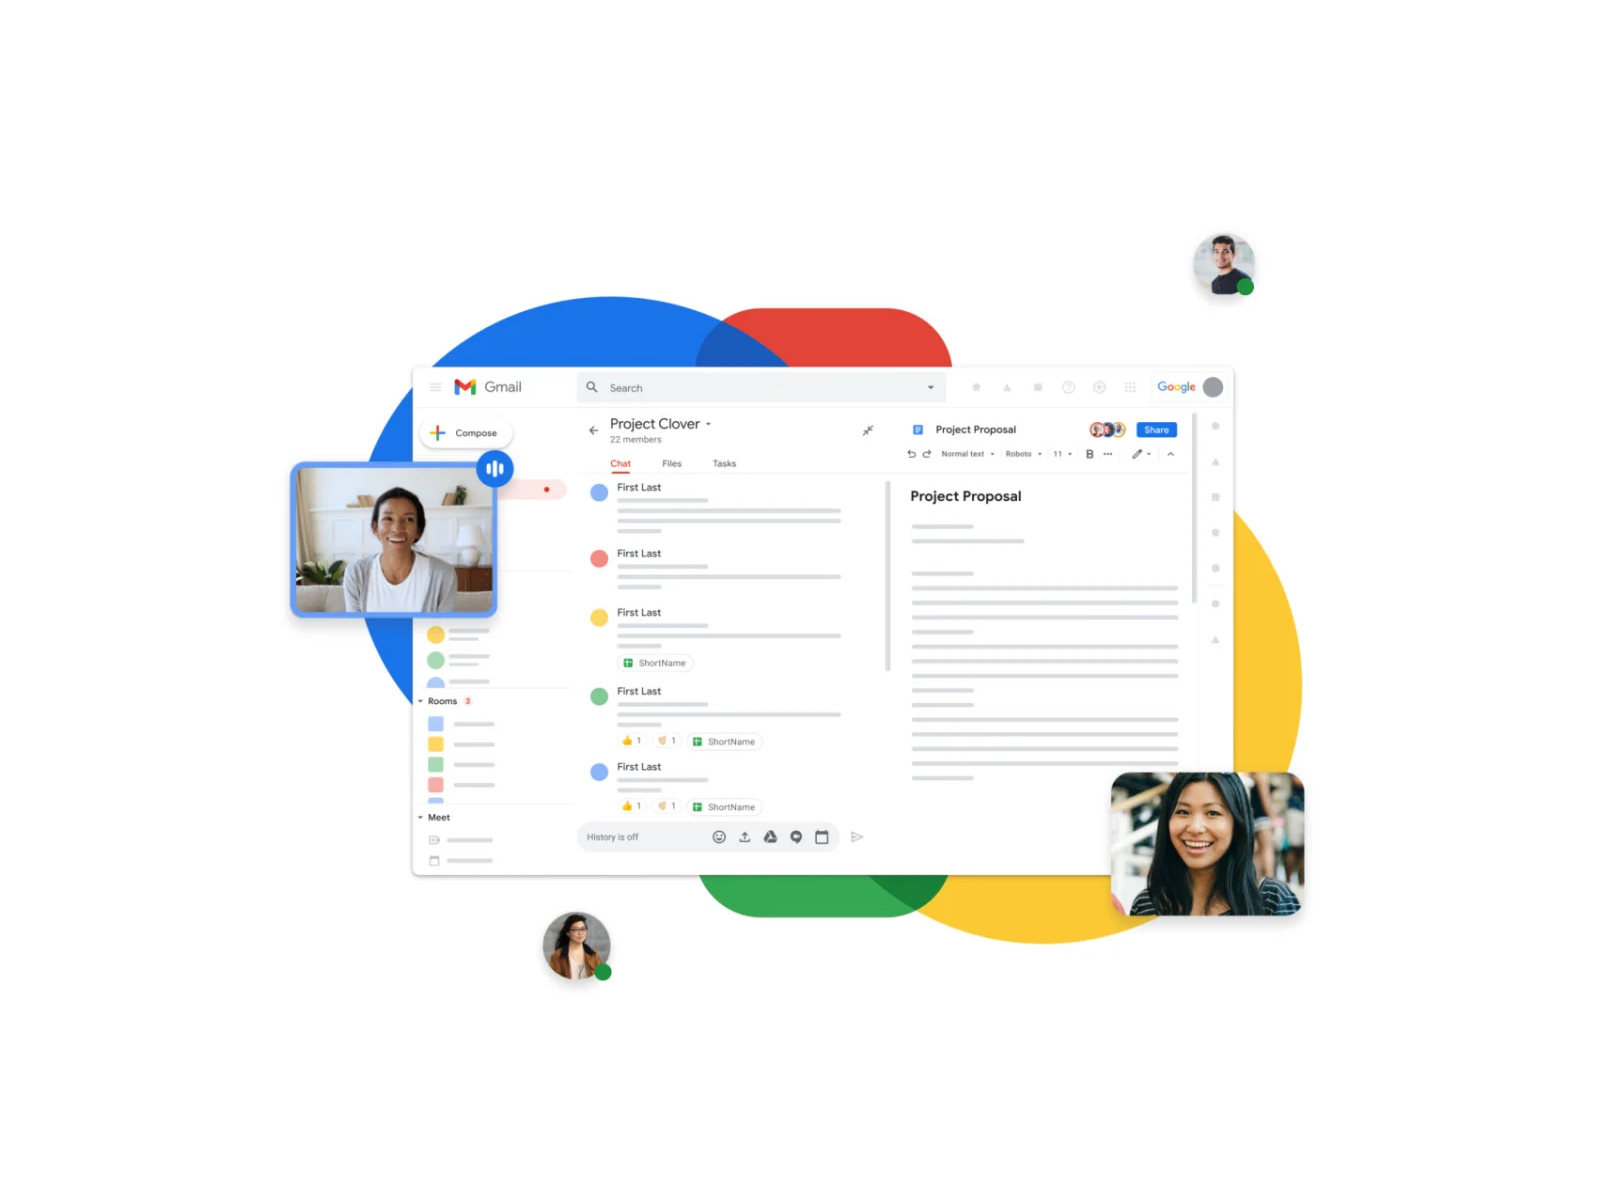 Gmail
Search
Google
Compose
Project Clover
22 members
Chat Files Tasks
First Last
First Last
First Last
ShortName
First Last
👍 1 👏 1 ShortName
First Last
👍 1 👏 1 ShortName
History is off
Rooms 3
Meet
Project Proposal
Share
Normal text Roboto 11 B
Project Proposal